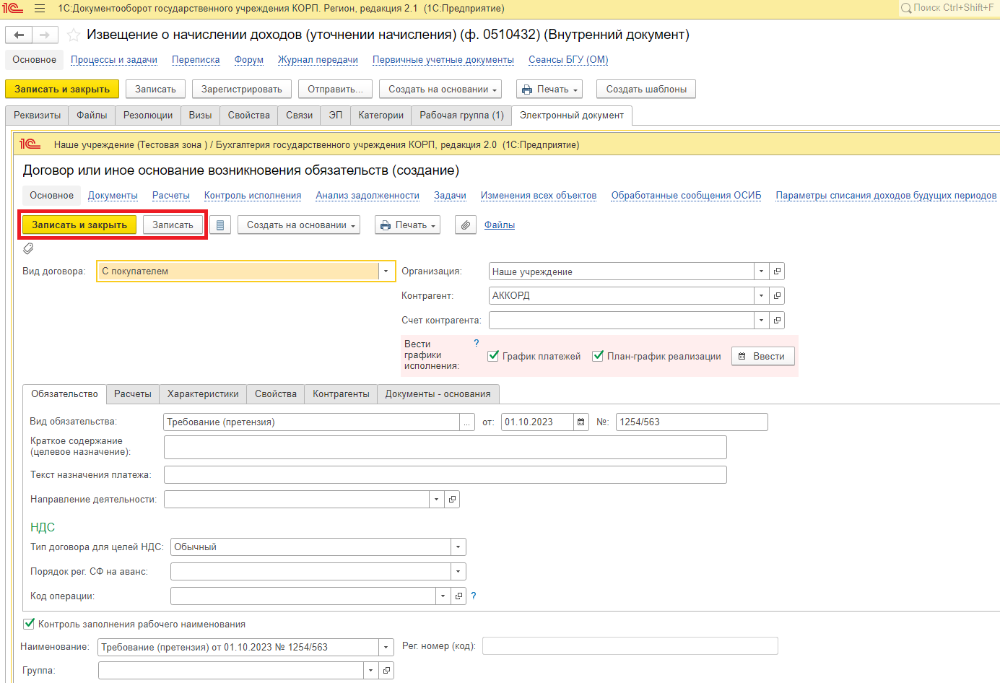 1С:Документооборот государственного учреждения КОРП. Регион, редакция 2.1 (1С:Предприятие)
Поиск Ctrl+Shift+F
Извещение о начислении доходов (уточнении начисления) (ф. 0510432) (Внутренний документ)
Основное Процессы и задачи Переписка Форум Журнал передачи Первичные учетные документы Сеансы БГУ (ОМ)
Записать и закрыть Записать Зарегистрировать Отправить... Создать на основании Печать Создать шаблоны
Реквизиты Файлы Резолюции Визы Свойства Связи ЭП Категории Рабочая группа (1) Электронный документ
1С Наше учреждение (Тестовая зона ) / Бухгалтерия государственного учреждения КОРП, редакция 2.0 (1С:Предприятие)
Договор или иное основание возникновения обязательств (создание)
Основное Документы Расчеты Контроль исполнения Анализ задолженности Задачи Изменения всех объектов Обработанные сообщения ОСИБ Параметры списания доходов будущих периодов
Записать и закрыть Записать Создать на основании Печать Файлы
Вид договора: С покупателем Организация: Наше учреждение
Контрагент: АККОРД
Счет контрагента:
Вести ?
графики График платежей План-график реализации Ввести
исполнения:
Обязательство Расчеты Характеристики Свойства Контрагенты Документы - основания
Вид обязательства: Требование (претензия) ... от: 01.10.2023 №: 1254/563
Краткое содержание
(целевое назначение):
Текст назначения платежа:
Направление деятельности:
НДС
Тип договора для целей НДС: Обычный
Порядок рег. СФ на аванс:
Код операции: ?
Контроль заполнения рабочего наименования
Наименование: Требование (претензия) от 01.10.2023 № 1254/563 Рег. номер (код):
Группа: